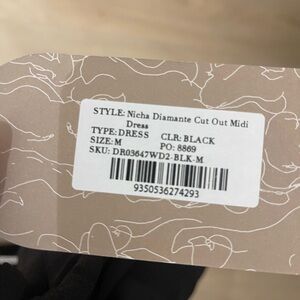 STYLE: Nicha Diamante Cut Out Midi
Dress
TYPE: DRESS CLR: BLACK
SIZE: M PO: 8869
SKU: DR03647WD2-BLK-M
9350536274293